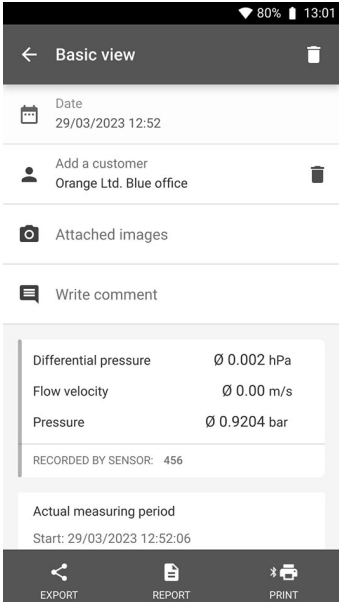 80% 13:01
Basic view
Date
29/03/2023 12:52
Add a customer
Orange Ltd. Blue office
Attached images
Write comment
Differential pressure Ø 0.002 hPa
Flow velocity Ø 0.00 m/s
Pressure Ø 0.9204 bar
RECORDED BY SENSOR: 456
Actual measuring period
Start: 29/03/2023 12:52:06
EXPORT REPORT PRINT